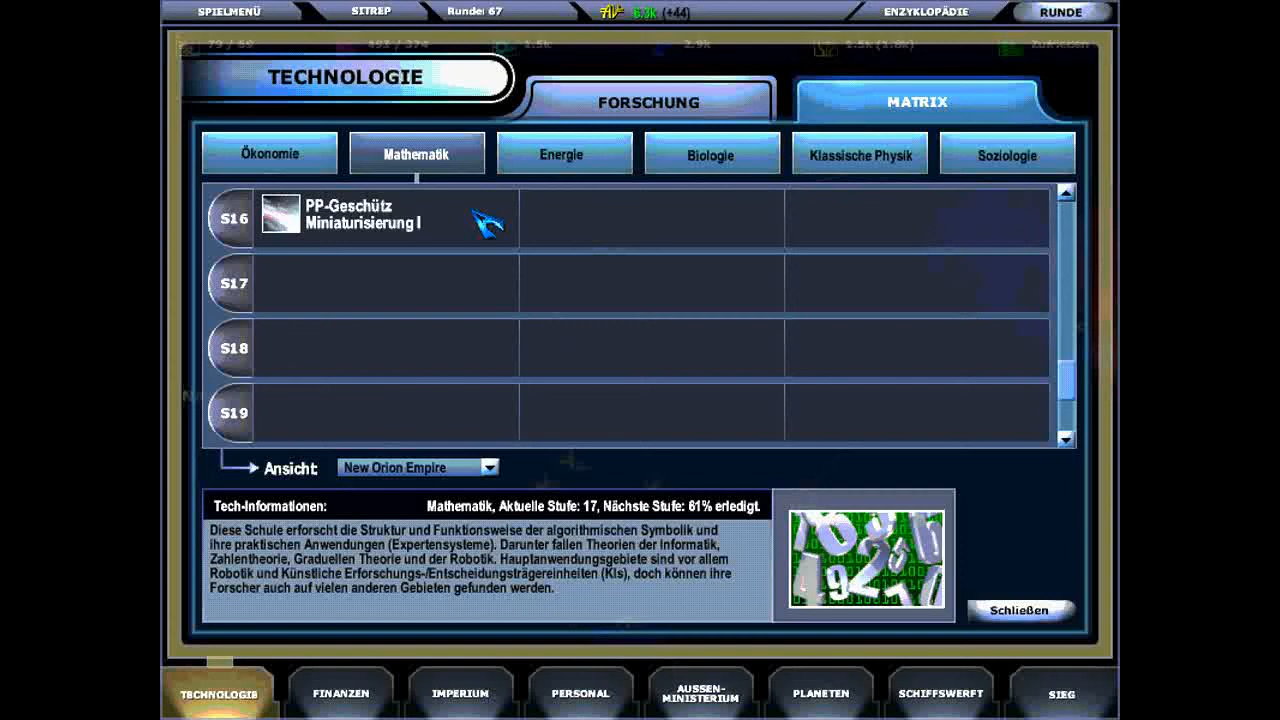 SPIELMENÜ
SITREP
Runde: 67
6.3k (+44)
ENZYKLOPÄDIE
RUNDE
TECHNOLOGIE
FORSCHUNG
MATRIX
Ökonomie
Mathematik
Energie
Biologie
Klassische Physik
Soziologie
S16
PP-Geschütz
Miniaturisierung I
S17
S18
S19
Ansicht:
New Orion Empire
Tech-Informationen:
Mathematik, Aktuelle Stufe: 17, Nächste Stufe: 61% erledigt.
Diese Schule erforscht die Struktur und Funktionsweise der algorithmischen Symbolik und
ihre praktischen Anwendungen (Expertensysteme). Darunter fallen Theorien der Informatik,
Zahlentheorie, Graduellen Theorie und der Robotik. Hauptanwendungsgebiete sind vor allem
Robotik und Künstliche Erforschungs-/Entscheidungsträgereinheiten (KIs), doch können ihre
Forscher auch auf vielen anderen Gebieten gefunden werden.
Schließen
TECHNOLOGIE
FINANZEN
IMPERIUM
PERSONAL
AUSSEN-
MINISTERIUM
PLANETEN
SCHIFFSWERFT
SIEG